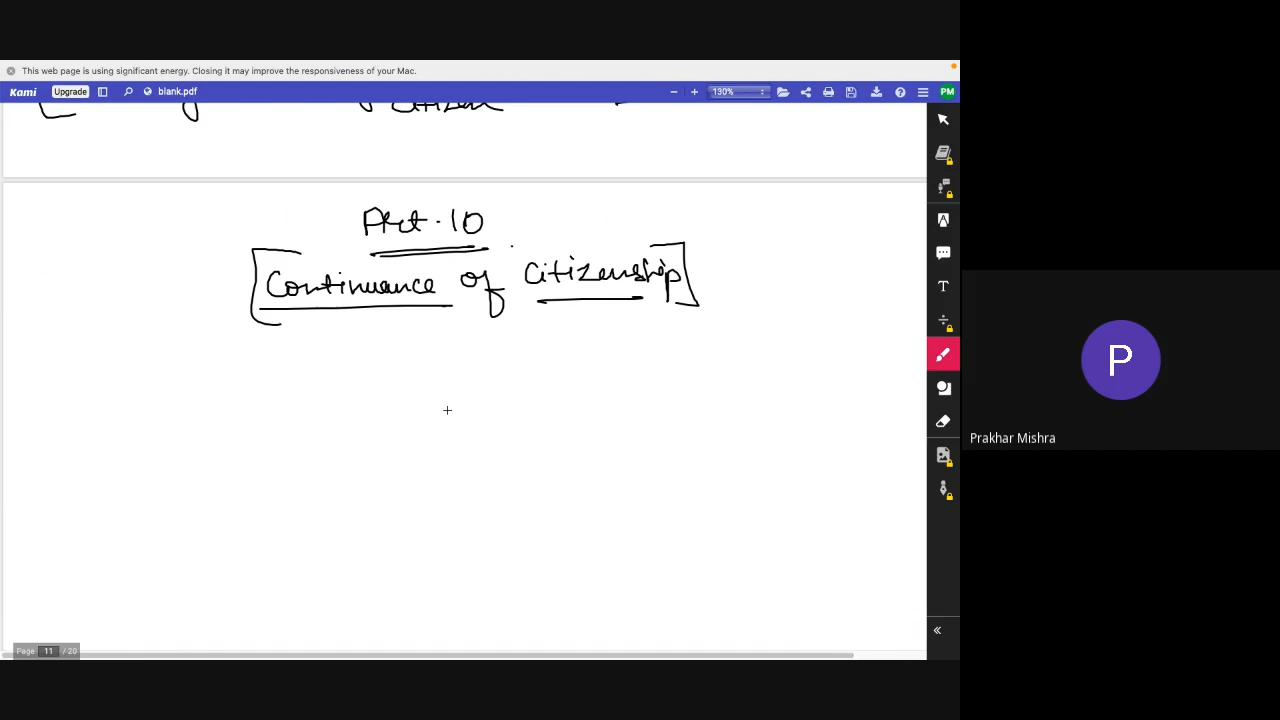 This web page is using significant energy. Closing it may improve the responsiveness of your Mac.
Kami Upgrade blank.pdf 130% PM
Citizen
Art. 10
[Continuance of Citizenship]
P
Prakhar Mishra
Page 11 / 20